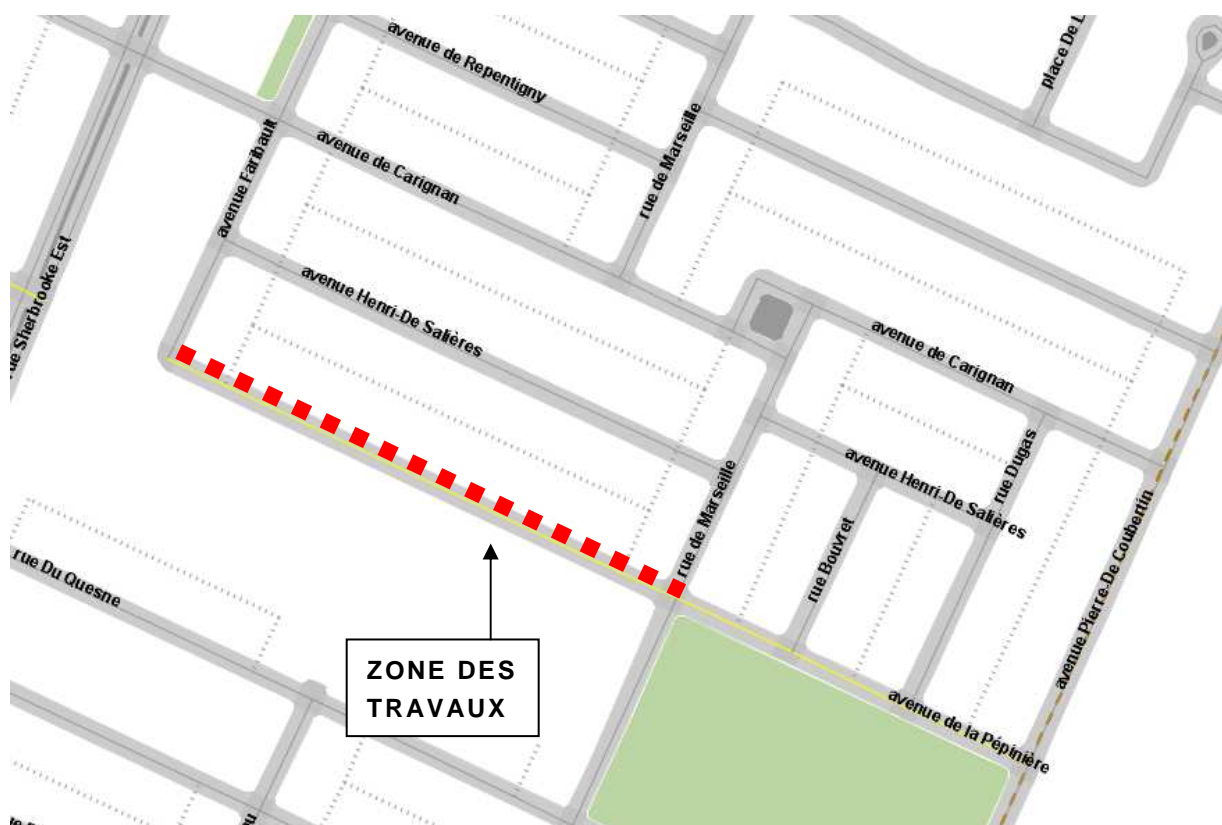 avenue de Repentigny
place De
avenue de Carignan
avenue Faribault
rue de Marseille
rue Sherbrooke Est
avenue Henri-De Salières
avenue de Carignan
avenue Henri-De Salières
rue Dugas
rue de Marseille
rue Bouvret
avenue Pierre-De Coubertin
rue Du Quesne
ZONE DES
TRAVAUX
avenue de la Pépinière